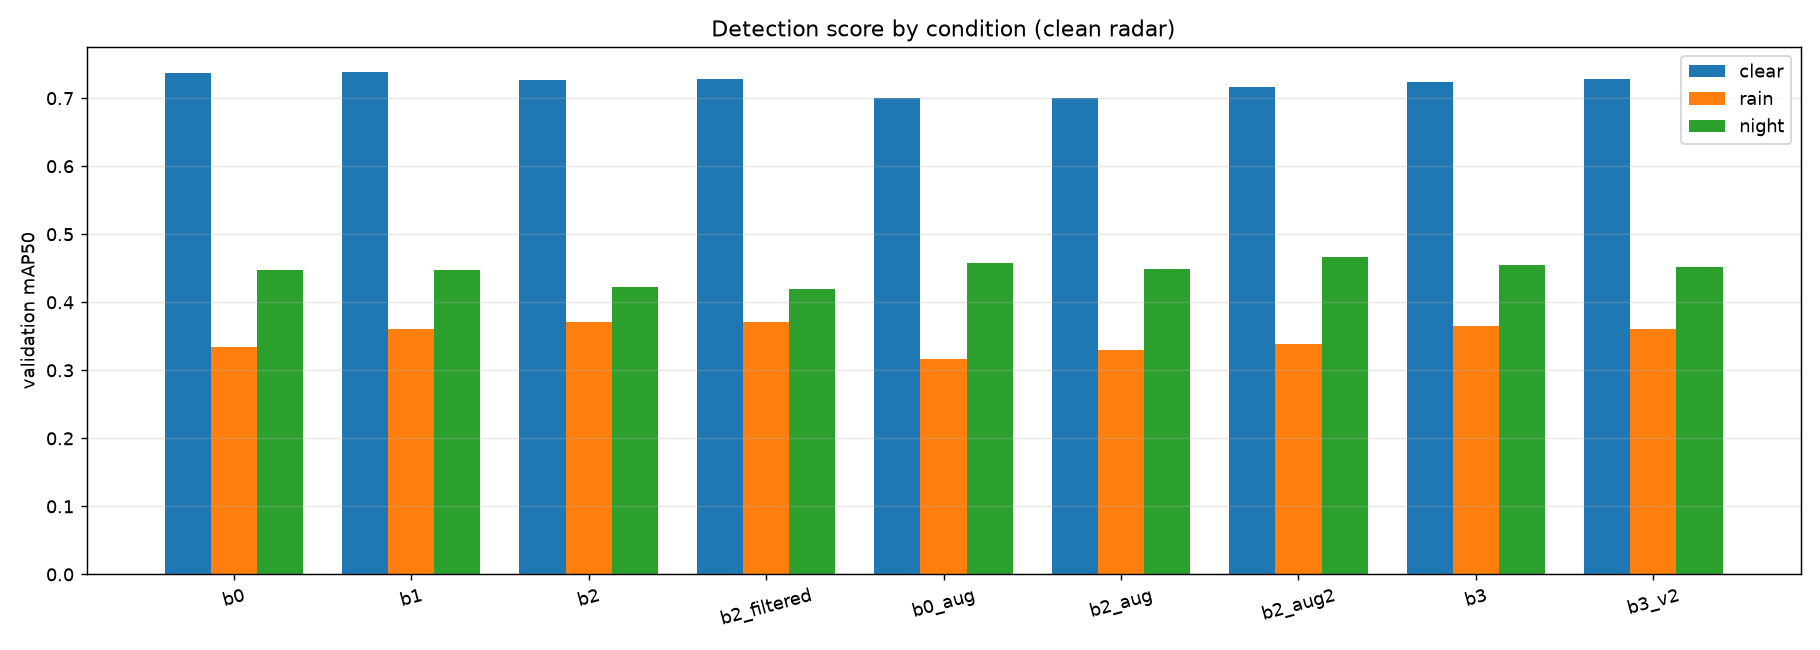 Detection score by condition (clean radar)
clear
rain
night
validation mAP50
0.7
0.6
0.5
0.4
0.3
0.2
0.1
0.0
b0
b1
b2
b2_filtered
b0_aug
b2_aug
b2_aug2
b3
b3_v2